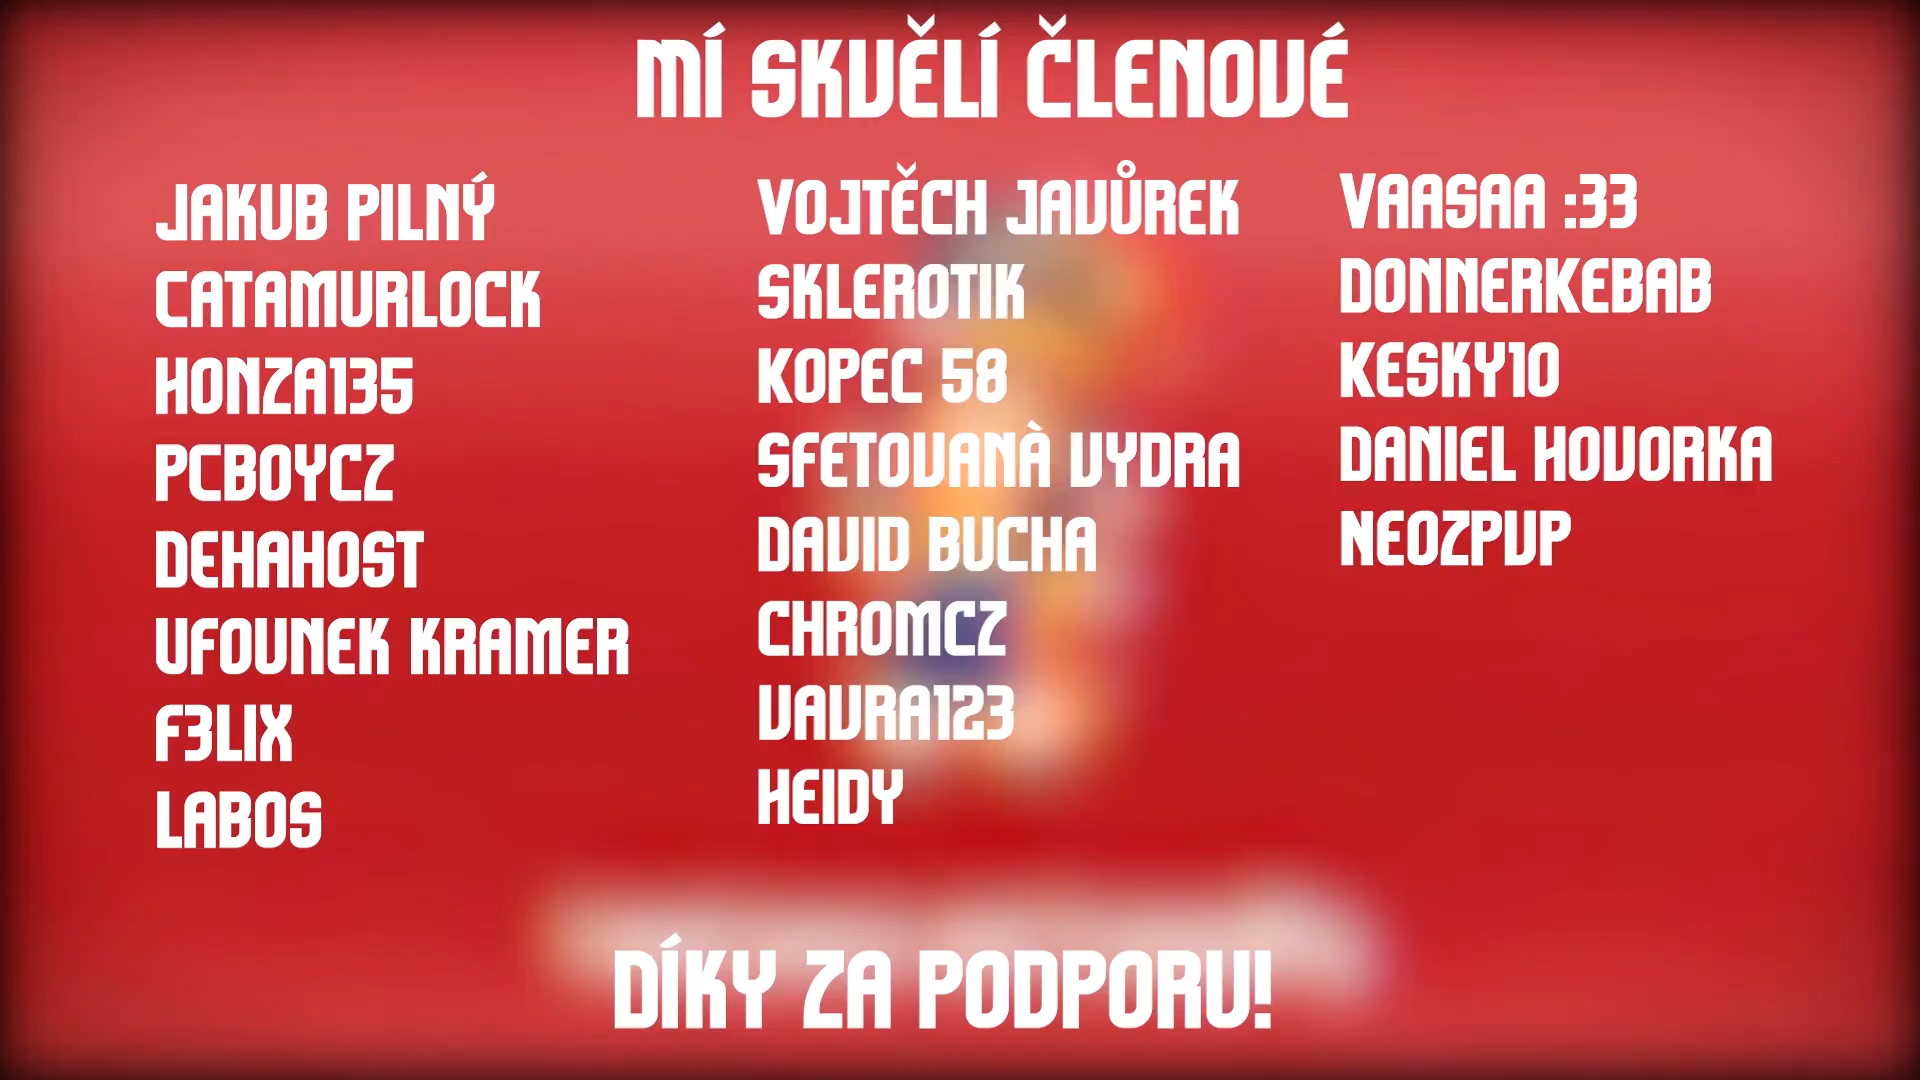 MÍ SKVĚLÍ ČLENOVÉ
JAKUB PILNÝ
CATAMURLOCK
HONZA135
PCBOYCZ
DEHAHOST
UFOUNEK KRAMER
F3LIX
LABOS
VOJTĚCH JAVŮREK
SKLEROTIK
KOPEC 58
SFETOVANÀ VYDRA
DAVID BUCHA
CHROMCZ
VAVRA123
HEIDY
VAASAA :33
DONNERKEBAB
KESKY10
DANIEL HOVORKA
NEOZPVP
DÍKY ZA PODPORU!